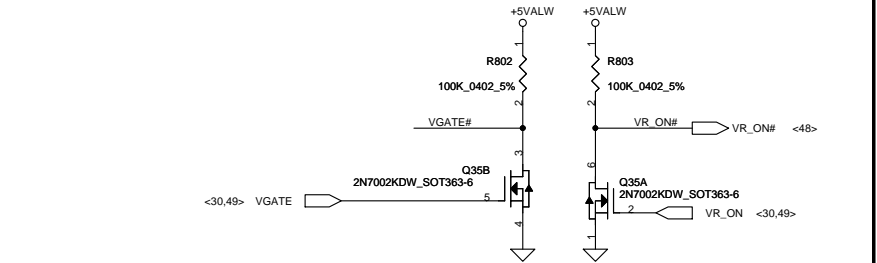 +5VALW
+5VALW
1
1
R802
R803
100K_0402_5%
100K_0402_5%
2
2
VGATE#
VR_ON#
VR_ON# <48>
3
6
Q35B
2N7002KDW_SOT363-6
Q35A
2N7002KDW_SOT363-6
<30,49> VGATE
5
2
VR_ON <30,49>
4
1